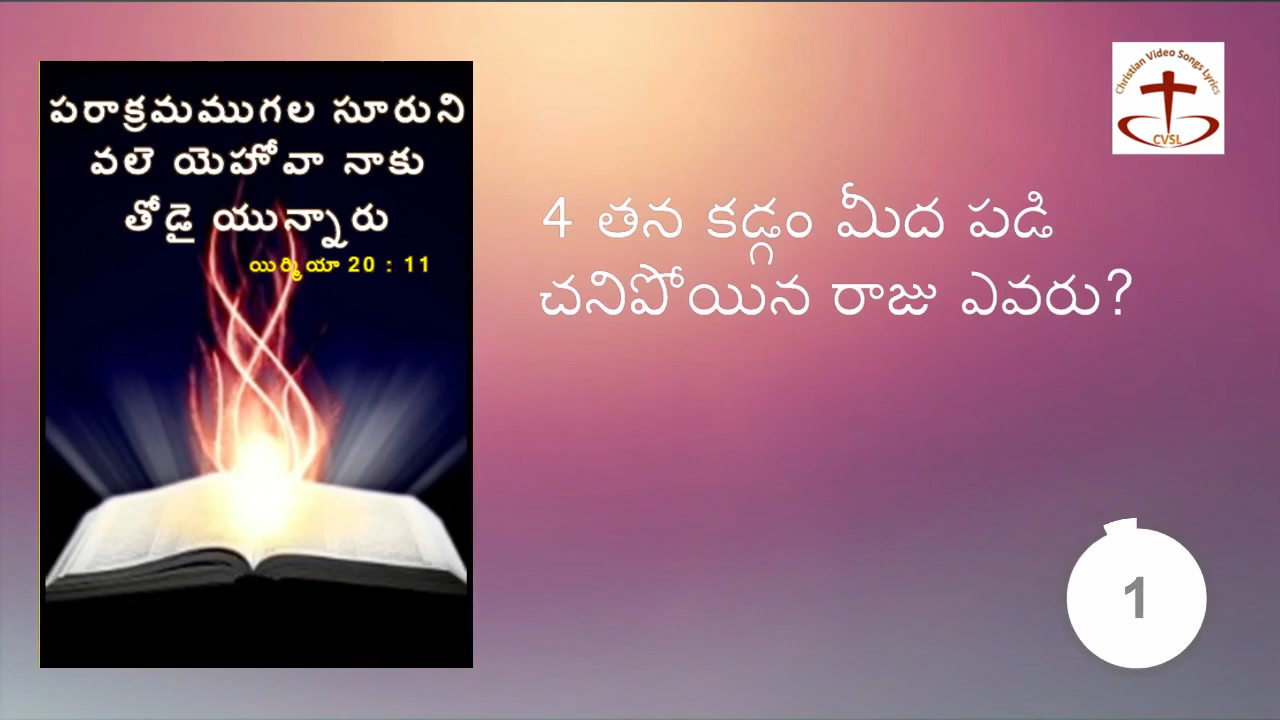 పరాక్రమముగల సూరుని
వలె యెహోవా నాకు
తోడై యున్నారు
యిర్మియా 20 : 11
Christian Video Songs Lyrics
CVSL
4 తన కడ్గం మీద పడి
చనిపోయిన రాజు ఎవరు?
1